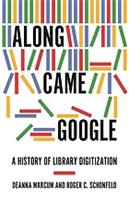 ALONG
CAME
GOOGLE
A HISTORY OF LIBRARY DIGITIZATION
DEANNA MARCUM AND ROGER C. SCHONFELD